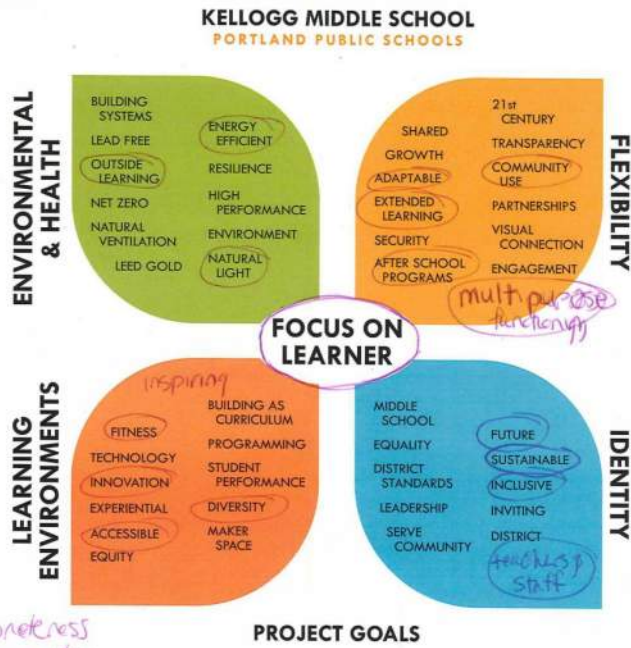 KELLOGG MIDDLE SCHOOL
PORTLAND PUBLIC SCHOOLS
ENVIRONMENTAL
& HEALTH
BUILDING
SYSTEMS
LEAD FREE
OUTSIDE
LEARNING
NET ZERO
NATURAL
VENTILATION
LEED GOLD
ENERGY
EFFICIENT
RESILIENCE
HIGH
PERFORMANCE
ENVIRONMENT
NATURAL
LIGHT
SHARED
GROWTH
ADAPTABLE
EXTENDED
LEARNING
SECURITY
AFTER SCHOOL
PROGRAMS
21st
CENTURY
TRANSPARENCY
COMMUNITY
USE
PARTNERSHIPS
VISUAL
CONNECTION
ENGAGEMENT
multipurpose
FLEXIBILITY
FOCUS ON
LEARNER
LEARNING
ENVIRONMENTS
inspiring
FITNESS
TECHNOLOGY
INNOVATION
EXPERIENTIAL
ACCESSIBLE
EQUITY
BUILDING AS
CURRICULUM
PROGRAMMING
STUDENT
PERFORMANCE
DIVERSITY
MAKER
SPACE
MIDDLE
SCHOOL
EQUALITY
DISTRICT
STANDARDS
LEADERSHIP
SERVE
COMMUNITY
FUTURE
SUSTAINABLE
INCLUSIVE
INVITING
DISTRICT
teachers &
staff
IDENTITY
PROJECT GOALS